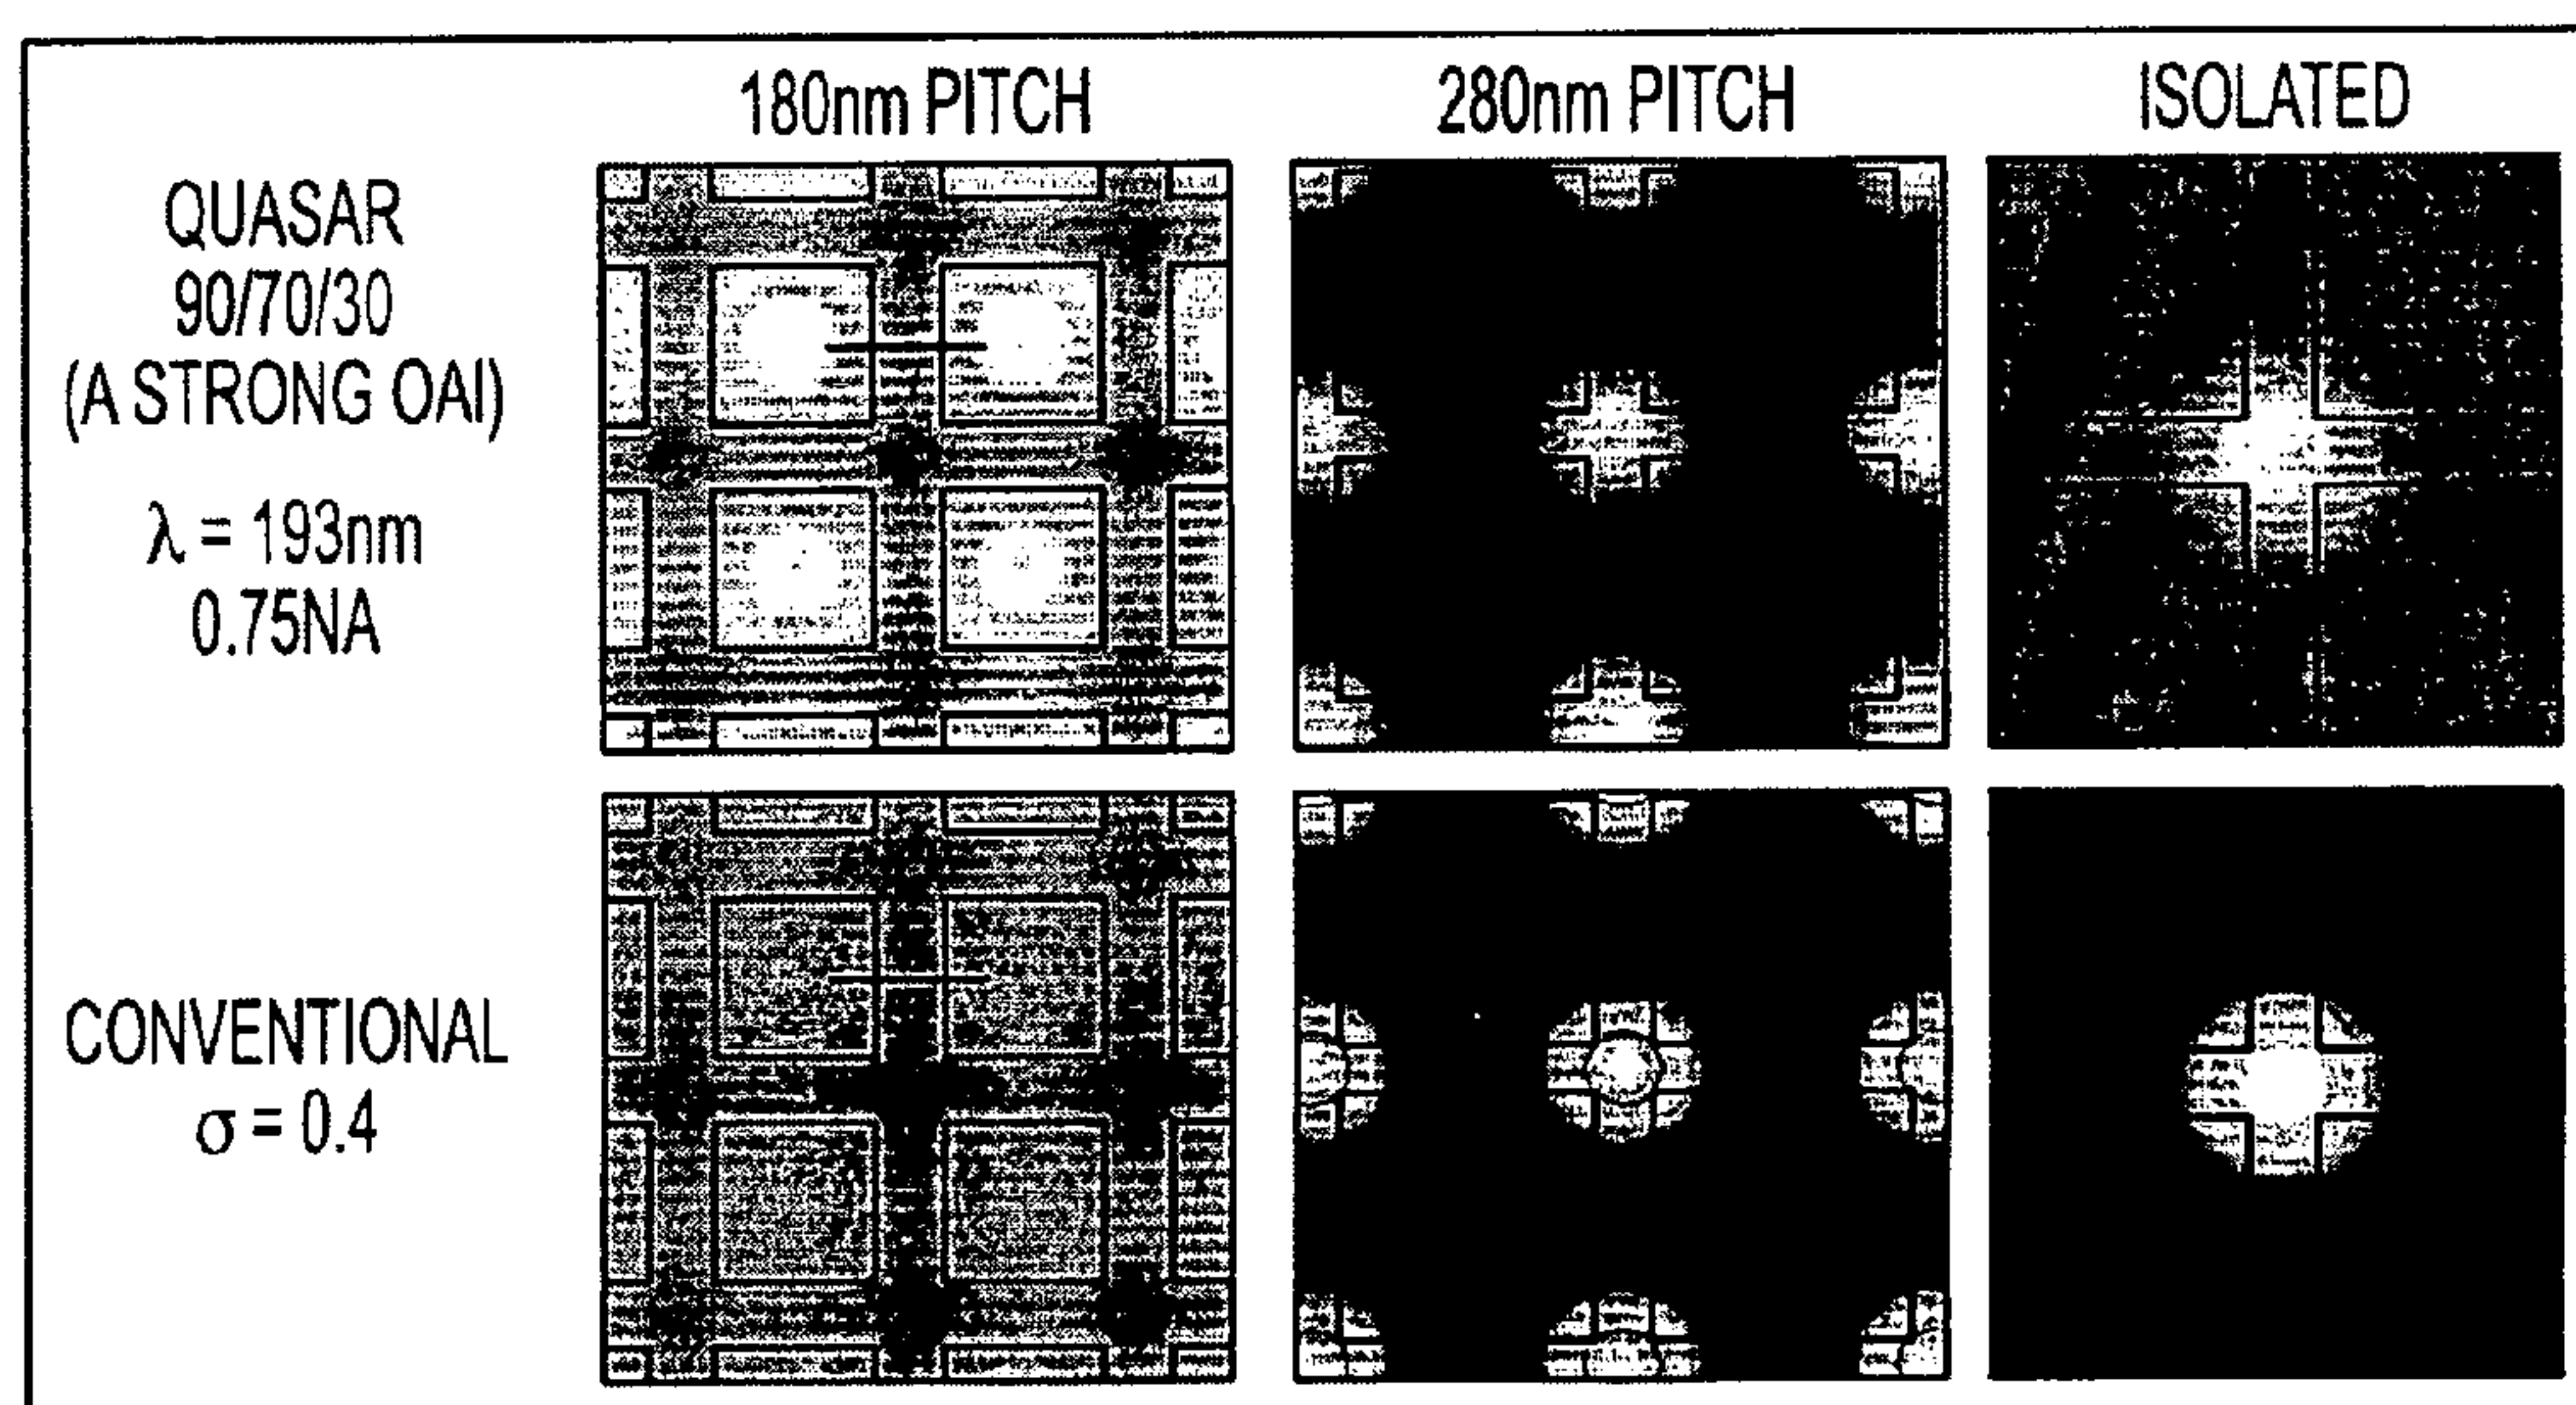 180nm PITCH
280nm PITCH
ISOLATED
QUASAR
90/70/30
(A STRONG OAI)
λ = 193nm
0.75NA
CONVENTIONAL
σ = 0.4